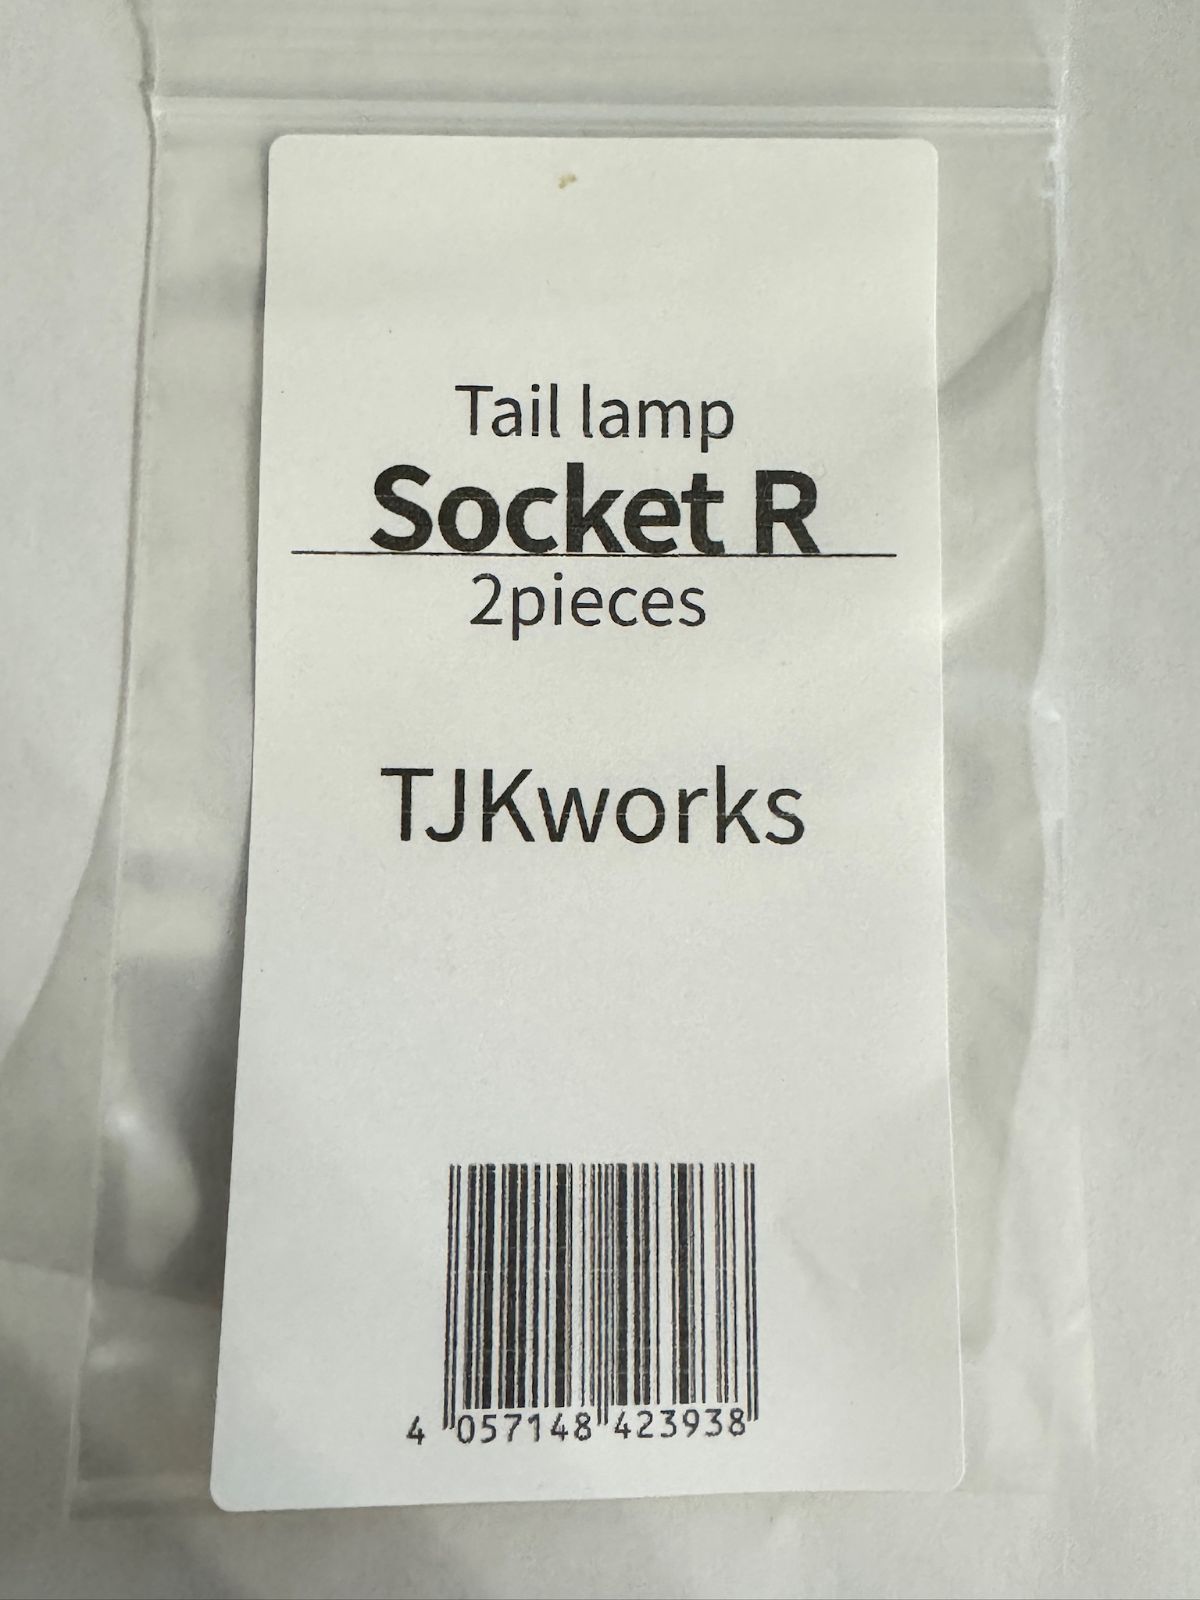 Tail lamp
Socket R
2pieces
TJKworks
4 057148 423938